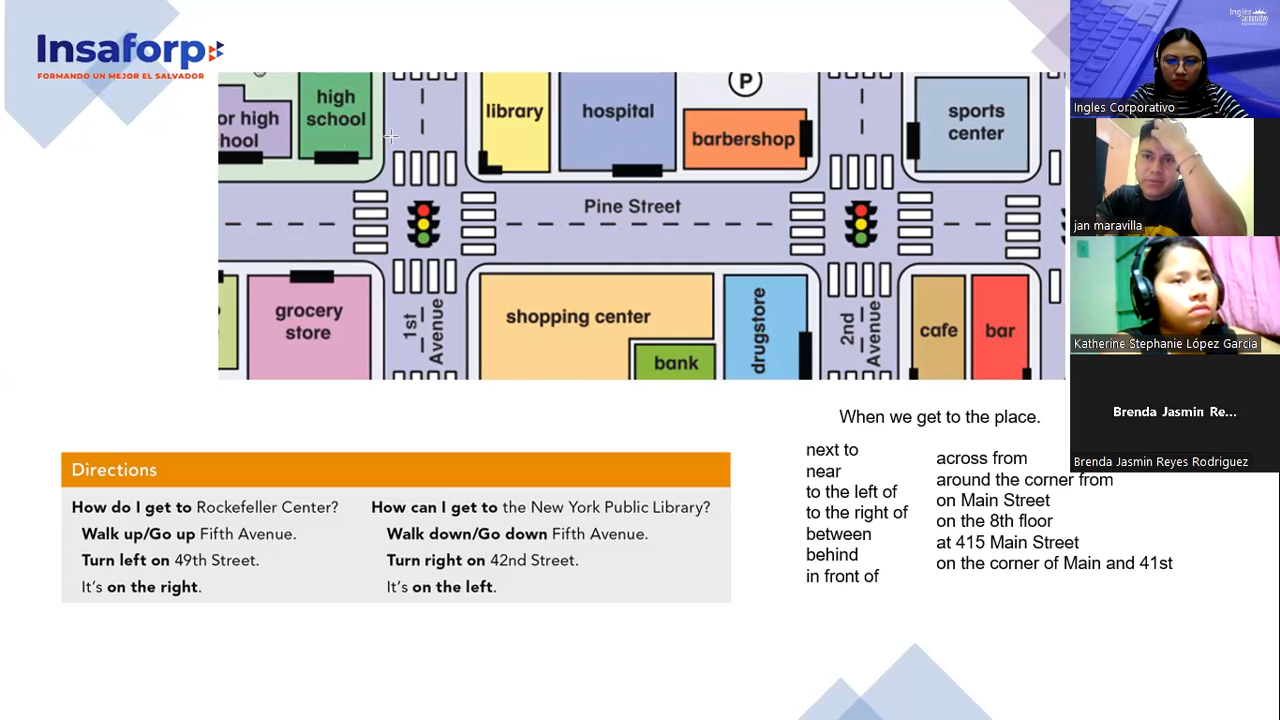 Insaforp
FORMANDO UN MEJOR EL SALVADOR
or high
hool
high
school
library
hospital
P
barbershop
sports
center
Pine Street
grocery
store
1st
Avenue
shopping center
bank
drugstore
2nd
Avenue
cafe
bar
Directions
How do I get to Rockefeller Center?
Walk up/Go up Fifth Avenue.
Turn left on 49th Street.
It's on the right.
How can I get to the New York Public Library?
Walk down/Go down Fifth Avenue.
Turn right on 42nd Street.
It's on the left.
When we get to the place.
next to
near
to the left of
to the right of
between
behind
in front of
across from
around the corner from
on Main Street
on the 8th floor
at 415 Main Street
on the corner of Main and 41st
Inglés
Ingles Corporativo
jan maravilla
Katherine Stephanie López Garcia
Brenda Jasmin Re...
Brenda Jasmin Reyes Rodriguez